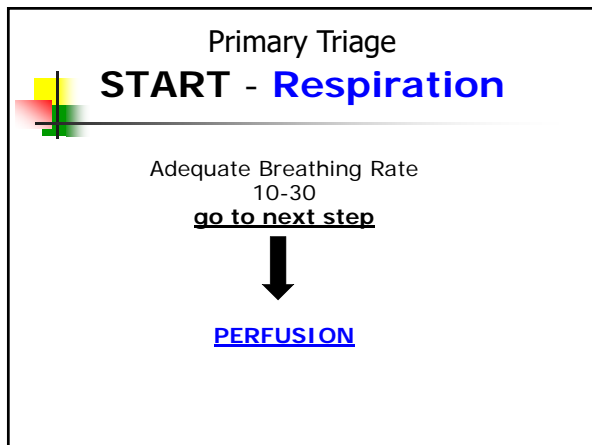 Primary Triage
START - Respiration
Adequate Breathing Rate
10-30
go to next step
PERFUSION